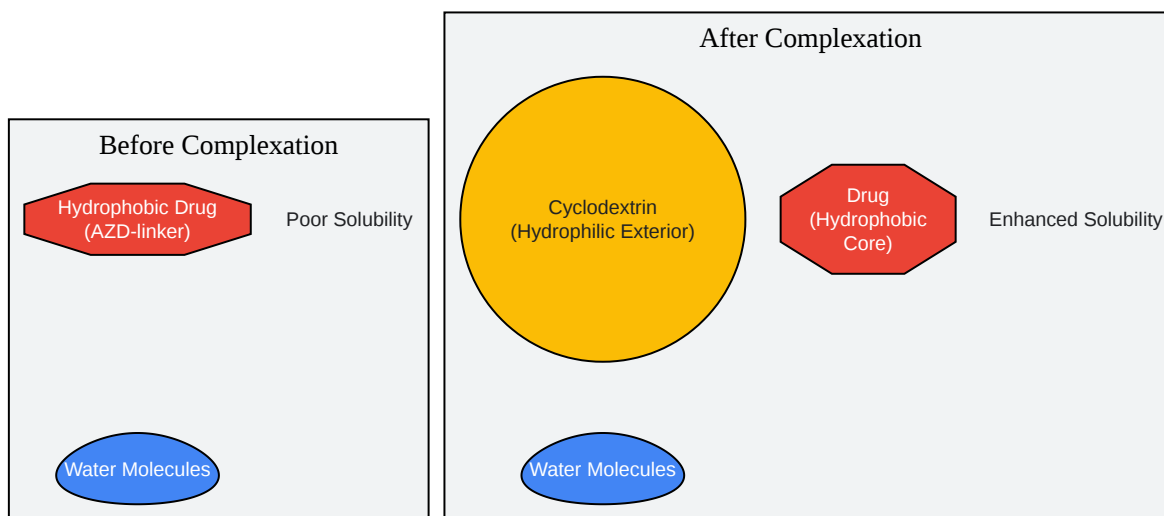 Before Complexation
Hydrophobic Drug
(AZD-linker)
Poor Solubility
Water Molecules
After Complexation
Cyclodextrin
(Hydrophilic Exterior)
Drug
(Hydrophobic
Core)
Enhanced Solubility
Water Molecules